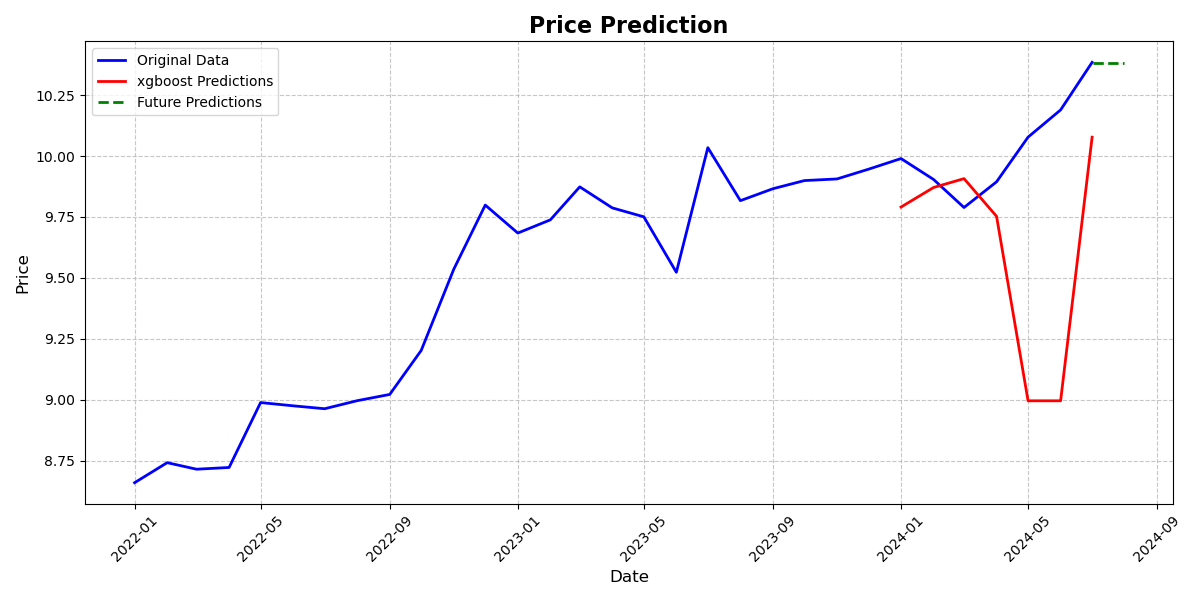 Price Prediction
Original Data
xgboost Predictions
Future Predictions
Price
10.25
10.00
9.75
9.50
9.25
9.00
8.75
2022-01
2022-05
2022-09
2023-01
2023-05
2023-09
2024-01
2024-05
2024-09
Date